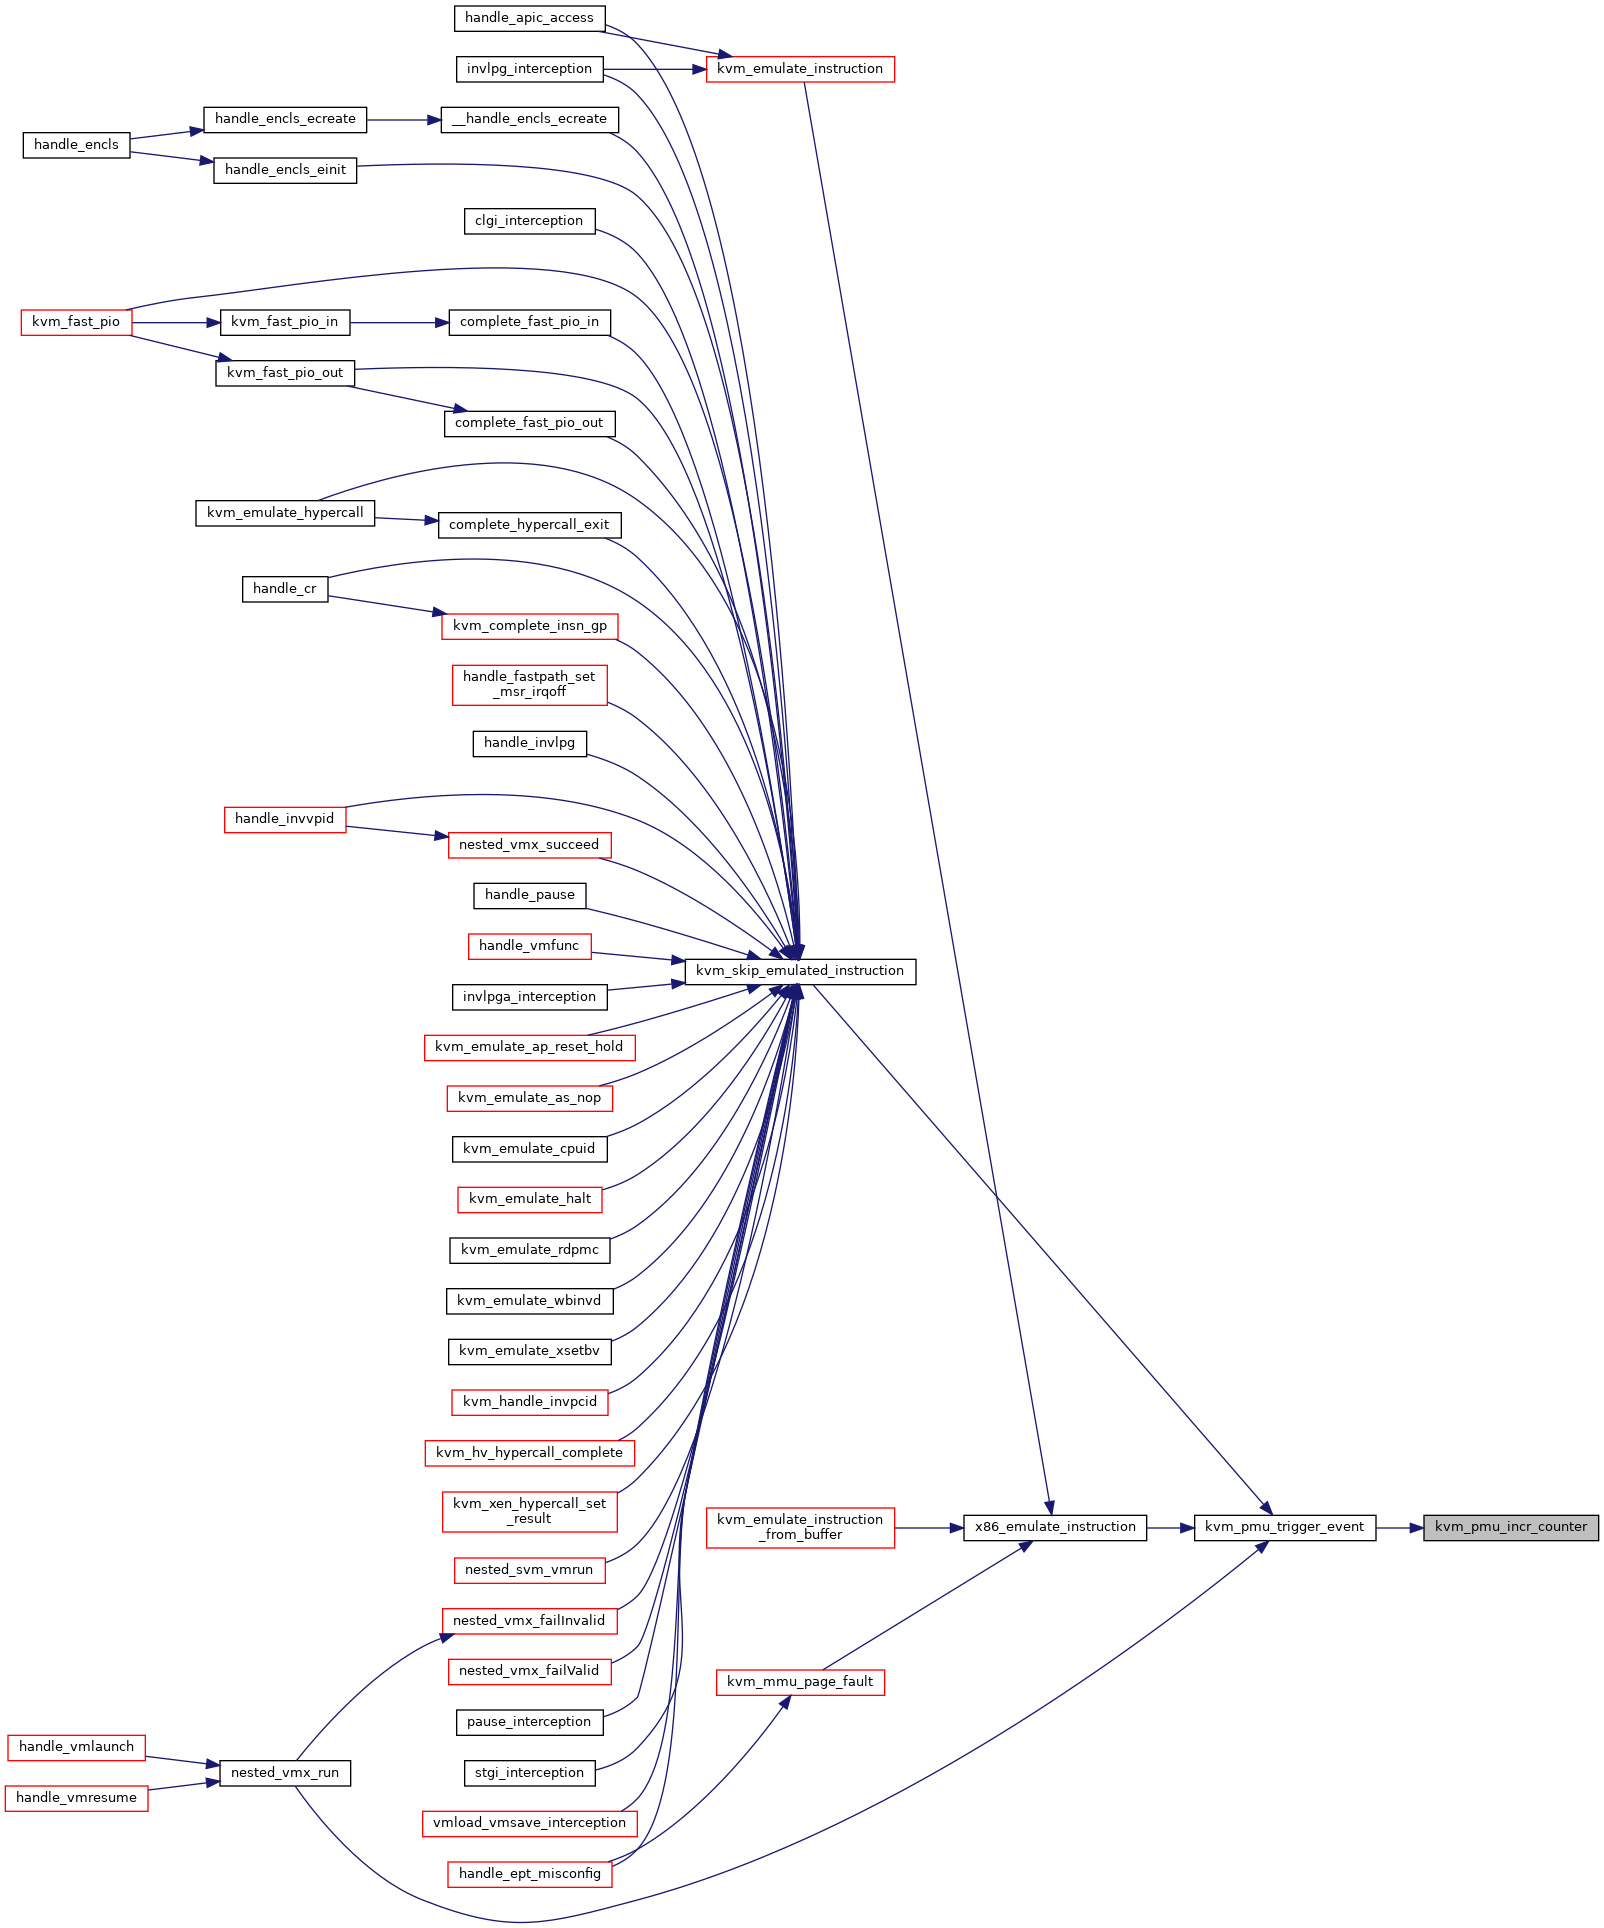 handle_apic_access
invlpg_interception
kvm_emulate_instruction
handle_encls_ecreate
__handle_encls_ecreate
handle_encls
handle_encls_einit
clgi_interception
kvm_fast_pio
kvm_fast_pio_in
complete_fast_pio_in
kvm_fast_pio_out
complete_fast_pio_out
kvm_emulate_hypercall
complete_hypercall_exit
handle_cr
kvm_complete_insn_gp
handle_fastpath_set
_msr_irqoff
handle_invlpg
handle_invvpid
nested_vmx_succeed
handle_pause
handle_vmfunc
kvm_skip_emulated_instruction
invlpga_interception
kvm_emulate_ap_reset_hold
kvm_emulate_as_nop
kvm_emulate_cpuid
kvm_emulate_halt
kvm_emulate_rdpmc
kvm_emulate_wbinvd
kvm_emulate_xsetbv
kvm_handle_invpcid
kvm_hv_hypercall_complete
kvm_xen_hypercall_set
_result
kvm_emulate_instruction
_from_buffer
x86_emulate_instruction
kvm_pmu_trigger_event
kvm_pmu_incr_counter
nested_svm_vmrun
nested_vmx_failInvalid
nested_vmx_failValid
kvm_mmu_page_fault
pause_interception
handle_vmlaunch
nested_vmx_run
stgi_interception
handle_vmresume
vmload_vmsave_interception
handle_ept_misconfig